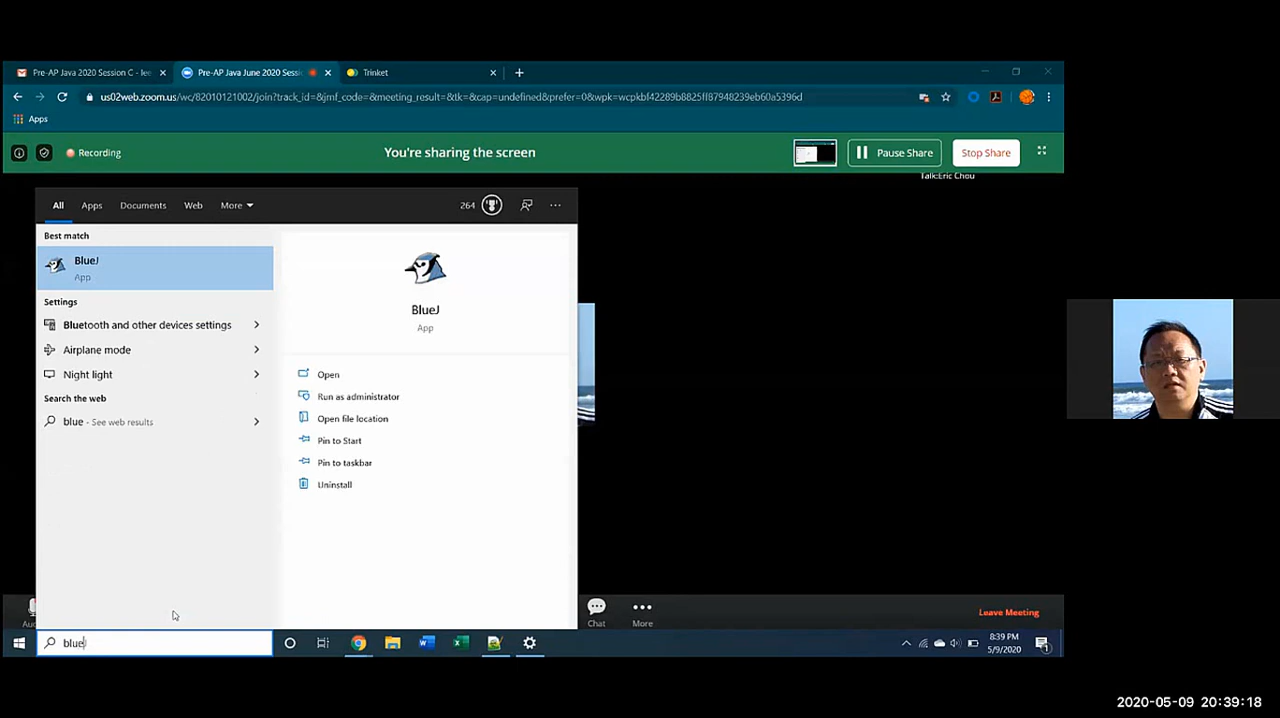 Pre-AP Java 2020 Session C - lee
Pre-AP Java June 2020 Sessi
Trinket
us02web.zoom.us/wc/82010121002/join?track_id=&jmf_code=&meeting_result=&tk=&cap=undefined&prefer=0&wpk=wcpkbf42289b8825ff87948239eb60a5396d
Apps
Recording
You're sharing the screen
Pause Share
Stop Share
Talk:Eric Chou
All
Apps
Documents
Web
More
264
Best match
BlueJ
App
Settings
Bluetooth and other devices settings
Airplane mode
Night light
Search the web
blue - See web results
BlueJ
App
Open
Run as administrator
Open file location
Pin to Start
Pin to taskbar
Uninstall
Chat
More
Leave Meeting
blueJ
8:39 PM
5/9/2020
2020-05-09 20:39:18